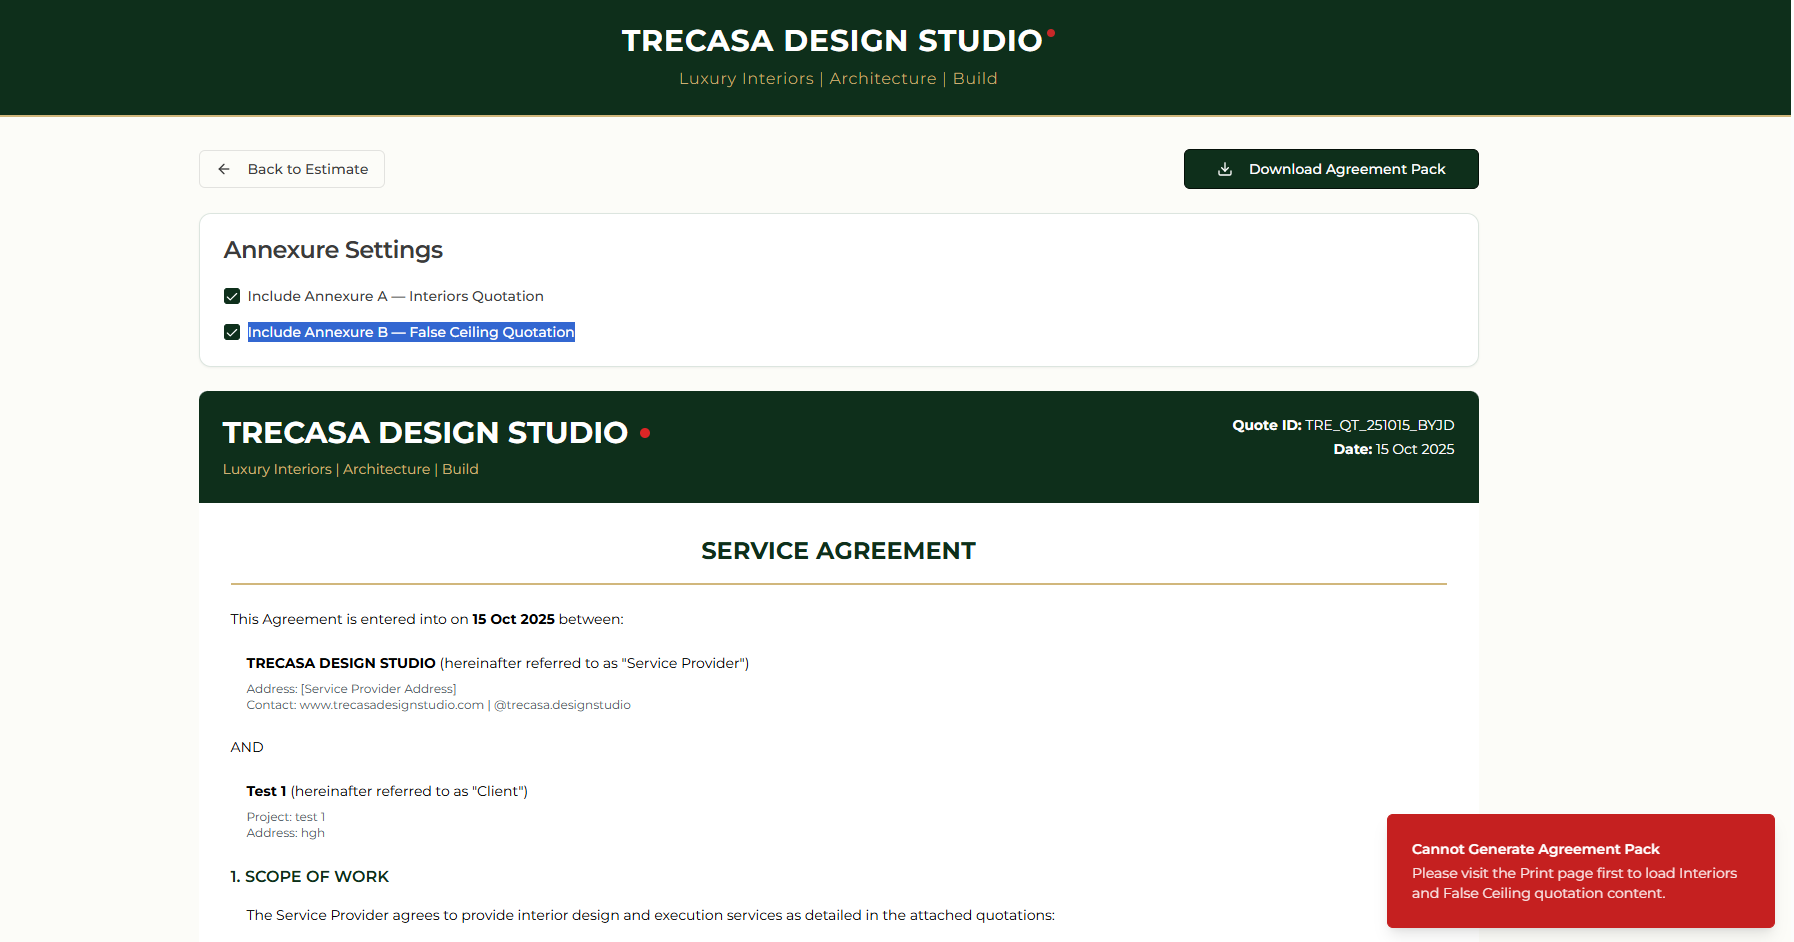 TRECASA DESIGN STUDIO
Luxury Interiors | Architecture | Build
Back to Estimate
Download Agreement Pack
Annexure Settings
Include Annexure A — Interiors Quotation
Include Annexure B — False Ceiling Quotation
TRECASA DESIGN STUDIO
Luxury Interiors | Architecture | Build
Quote ID: TRE_QT_251015_BYJD
Date: 15 Oct 2025
SERVICE AGREEMENT
This Agreement is entered into on 15 Oct 2025 between:
TRECASA DESIGN STUDIO (hereinafter referred to as "Service Provider")
Address: [Service Provider Address]
Contact: www.trecasadesignstudio.com | @trecasa.designstudio
AND
Test 1 (hereinafter referred to as "Client")
Project: test 1
Address: hgh
1. SCOPE OF WORK
The Service Provider agrees to provide interior design and execution services as detailed in the attached quotations:
Cannot Generate Agreement Pack
Please visit the Print page first to load Interiors
and False Ceiling quotation content.